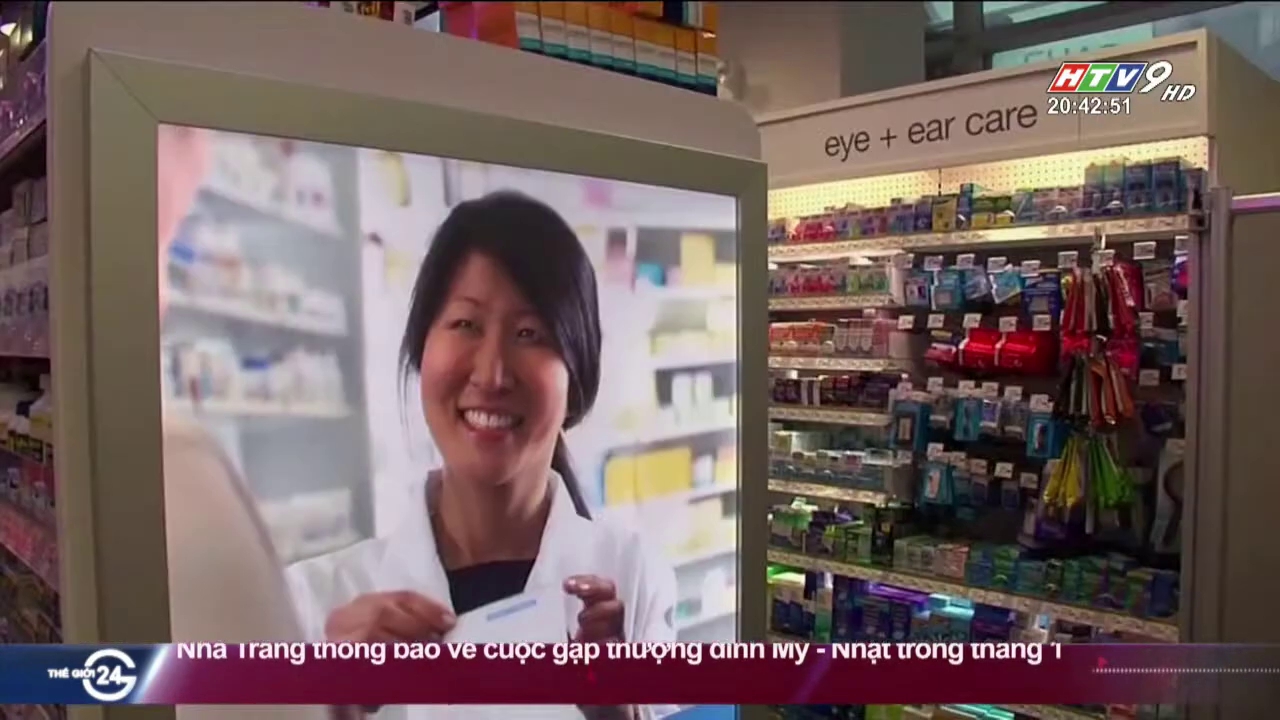 HTV9 HD
20:42:51
eye + ear care
Nhà Trắng thông báo về cuộc gặp thượng đỉnh Mỹ - Nhật trong tháng 1
THẾ GIỚI 24G